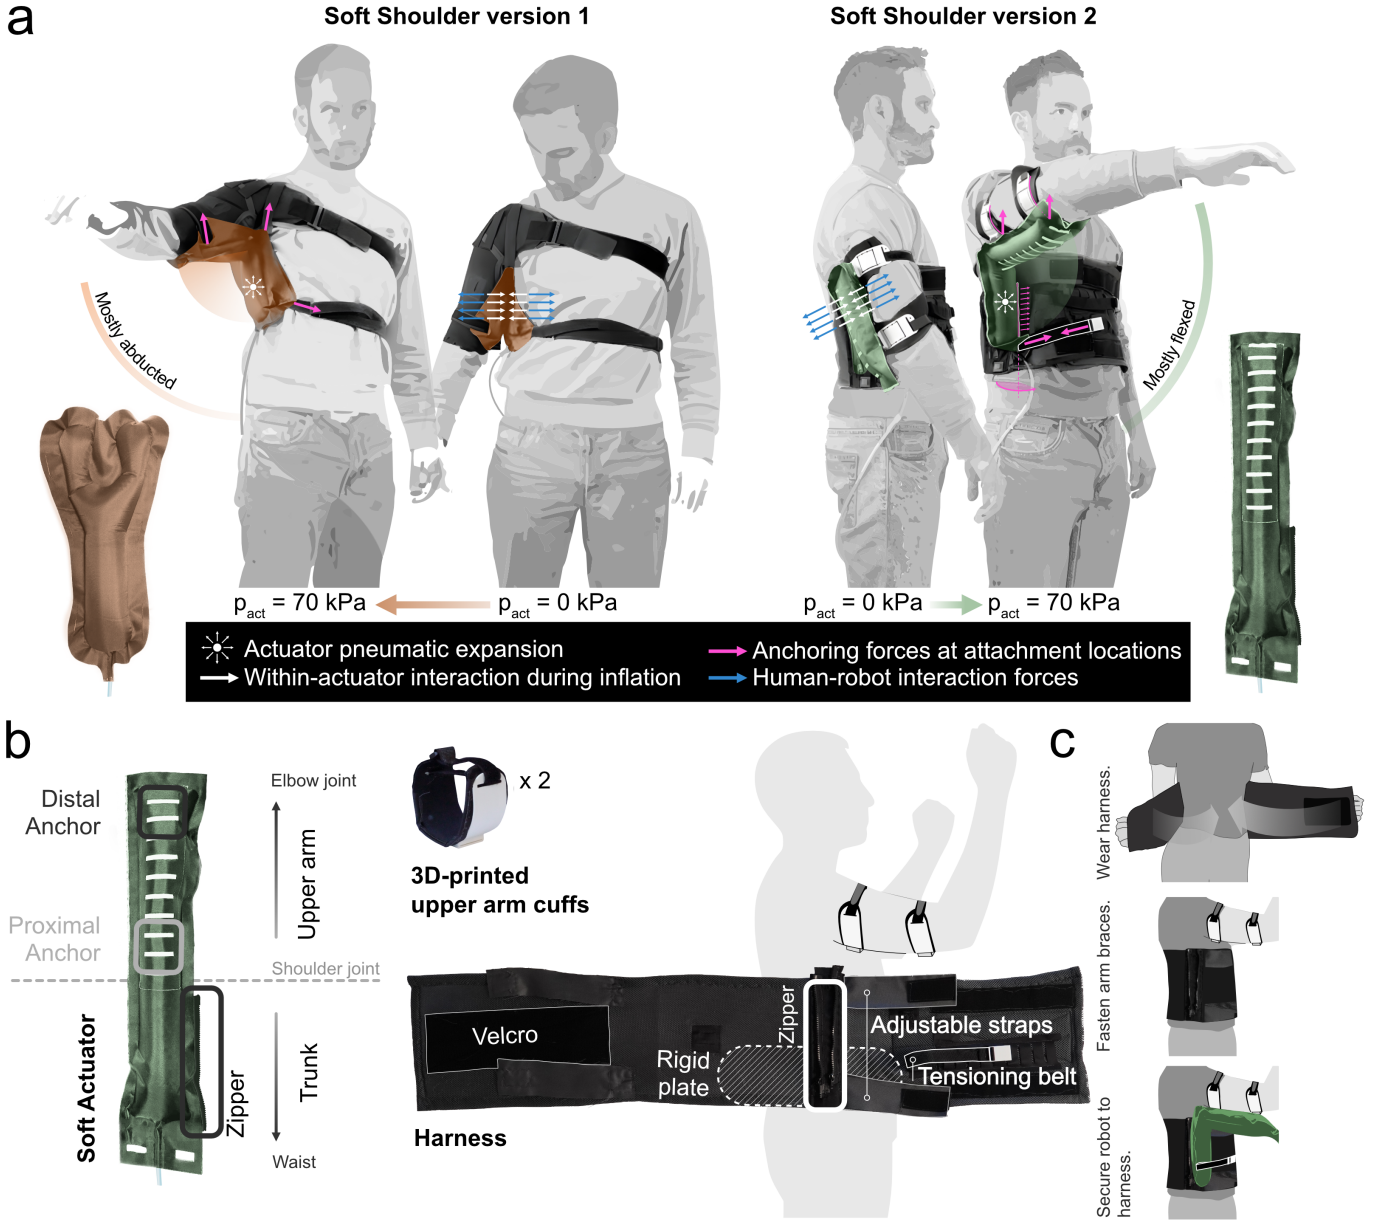 a
Soft Shoulder version 1
Soft Shoulder version 2
Mostly abducted
Mostly flexed
pact = 70 kPa
pact = 0 kPa
pact = 0 kPa
pact = 70 kPa
Actuator pneumatic expansion
Within-actuator interaction during inflation
Anchoring forces at attachment locations
Human-robot interaction forces
b
Distal
Anchor
Proximal
Anchor
Soft Actuator
Zipper
Elbow joint
Upper arm
Shoulder joint
Trunk
Waist
x 2
3D-printed
upper arm cuffs
Velcro
Rigid
plate
Zipper
Adjustable straps
Tensioning belt
Harness
c
Wear harness.
Fasten arm braces.
Secure robot to
harness.